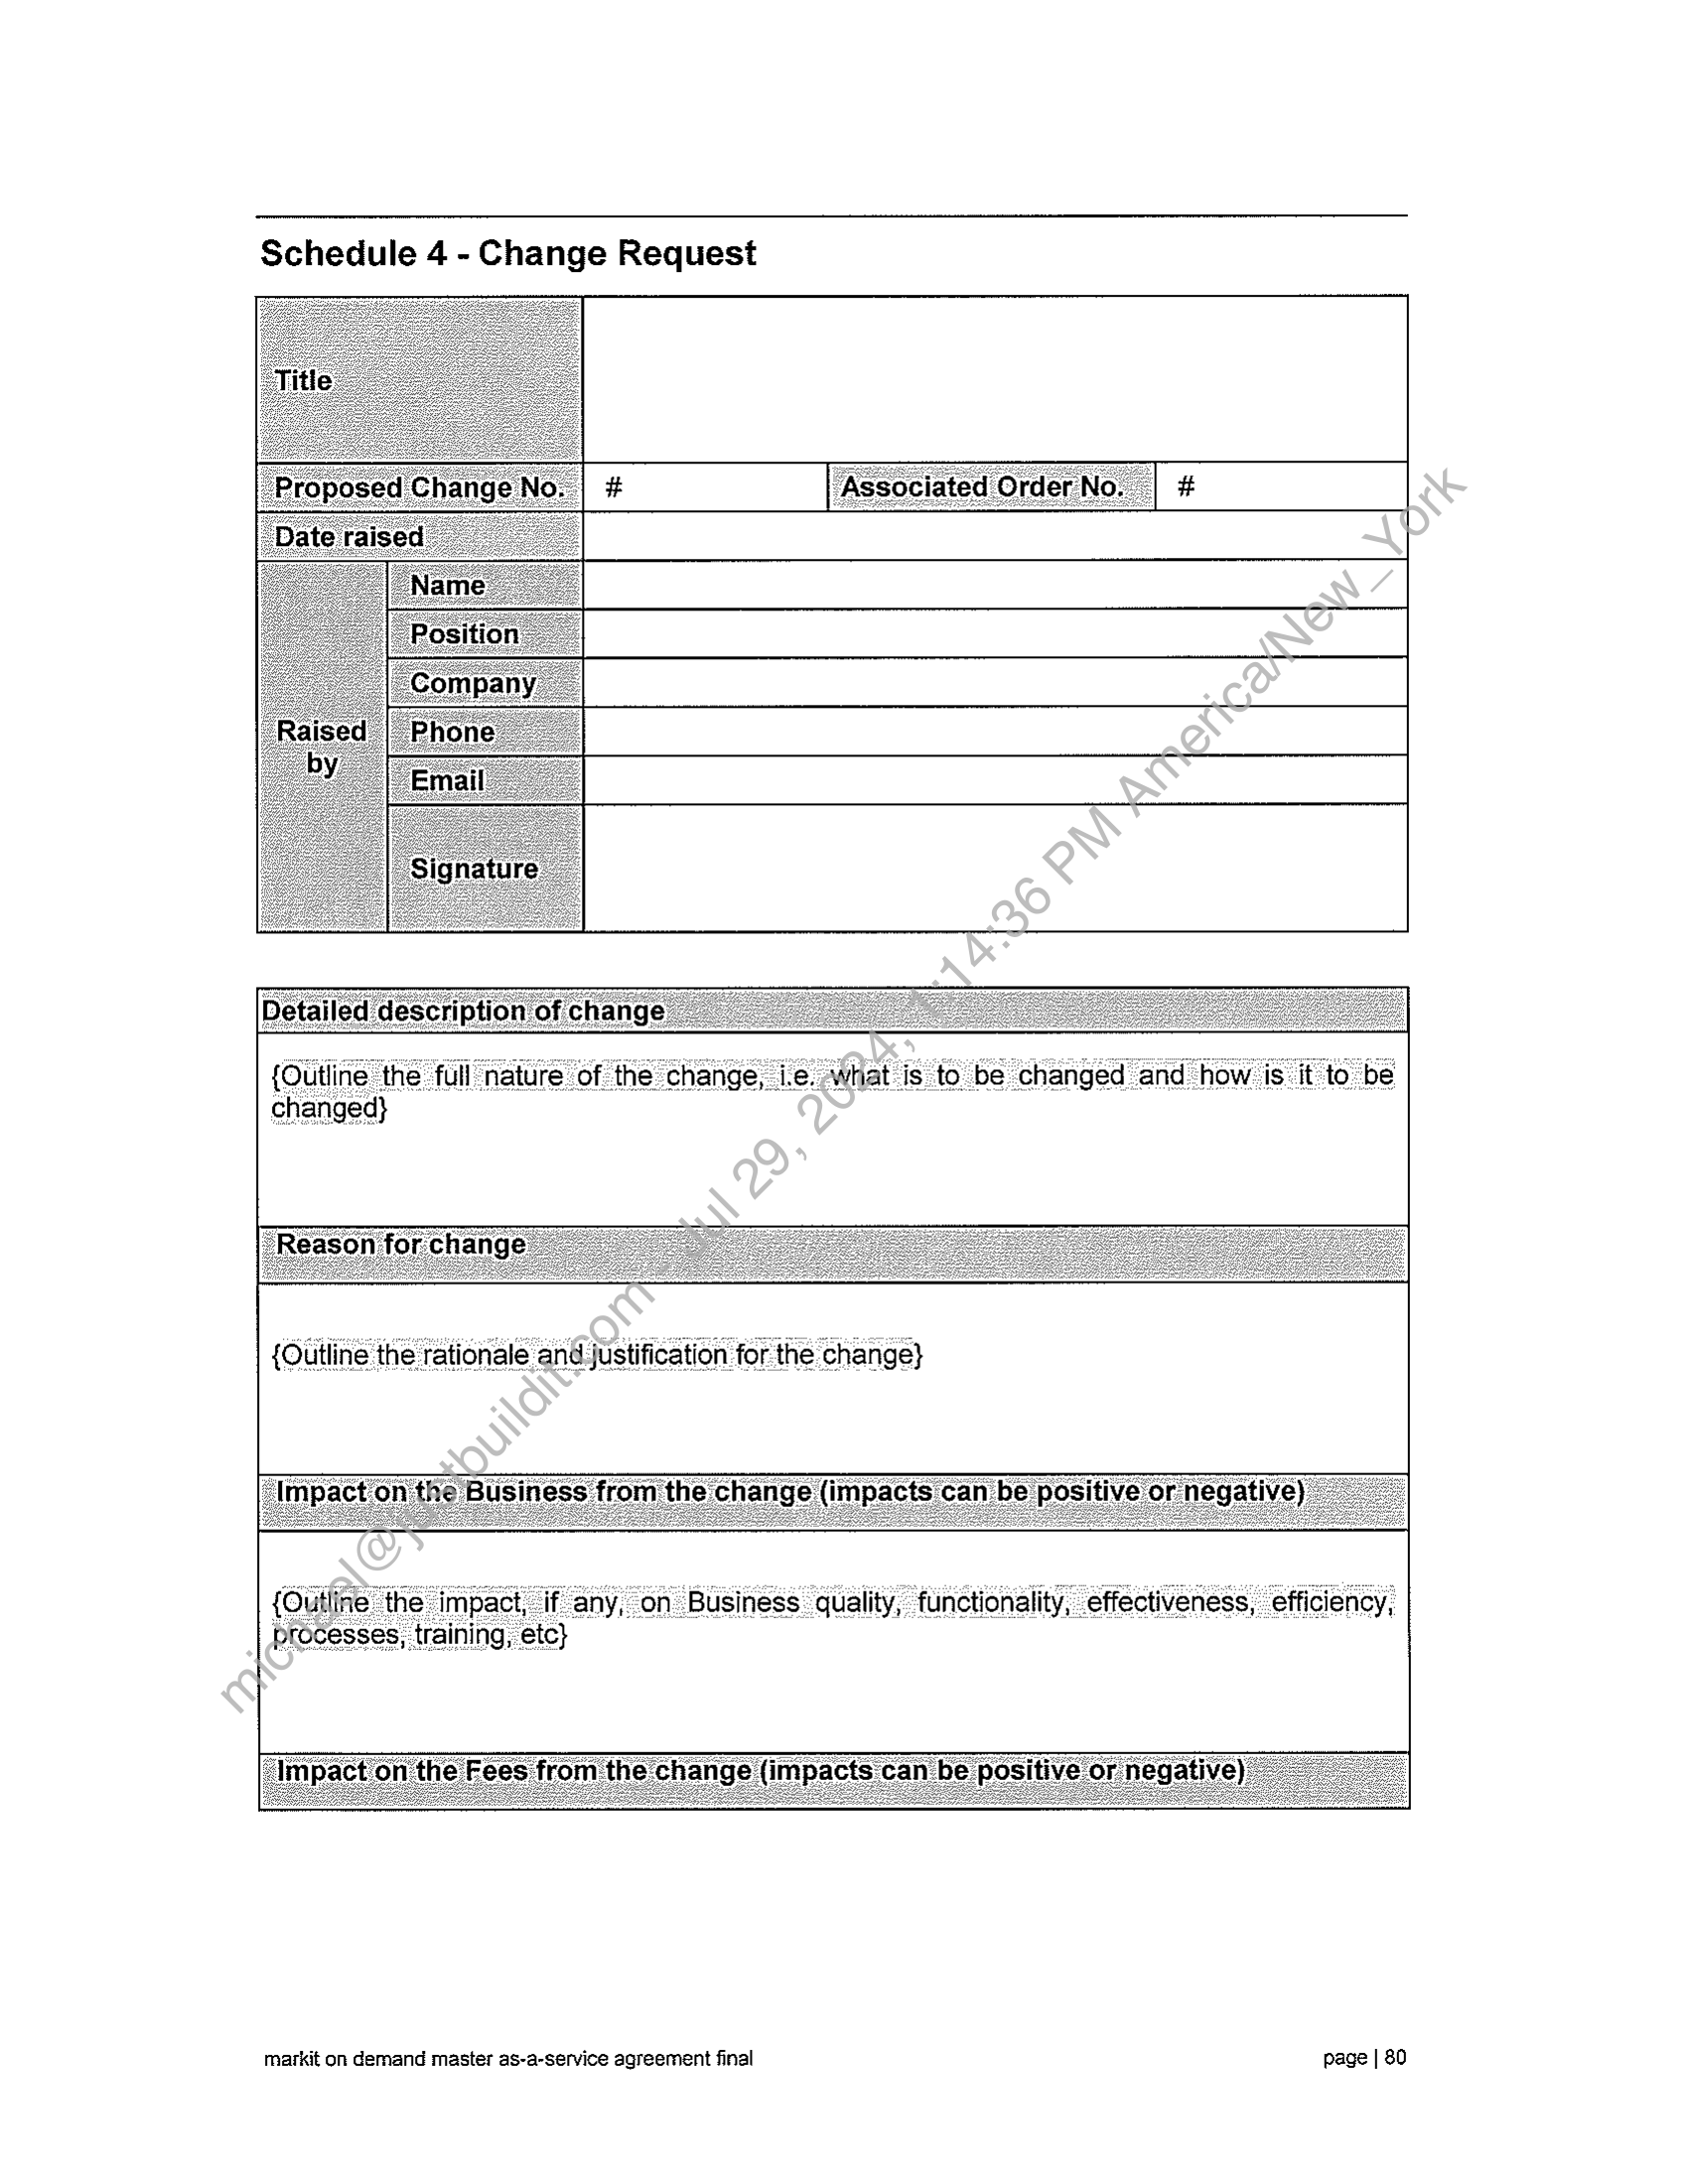 Schedule 4 - Change Request
Title
Proposed Change No. # Associated Order No. #
Date raised
Raised by
Name
Position
Company
Phone
Email
Signature
Detailed description of change
{Outline the full nature of the change, i.e. what is to be changed and how is it to be
changed}
Reason for change
{Outline the rationale and justification for the change}
Impact on the Business from the change (impacts can be positive or negative)
{Outline the impact, if any, on Business quality, functionality, effectiveness, efficiency,
processes, training, etc}
Impact on the Fees from the change (impacts can be positive or negative)
markit on demand master as-a-service agreement final page | 80
michael@justbuildit.com - Jul 29, 2024, 1:14:36 PM America/New_York